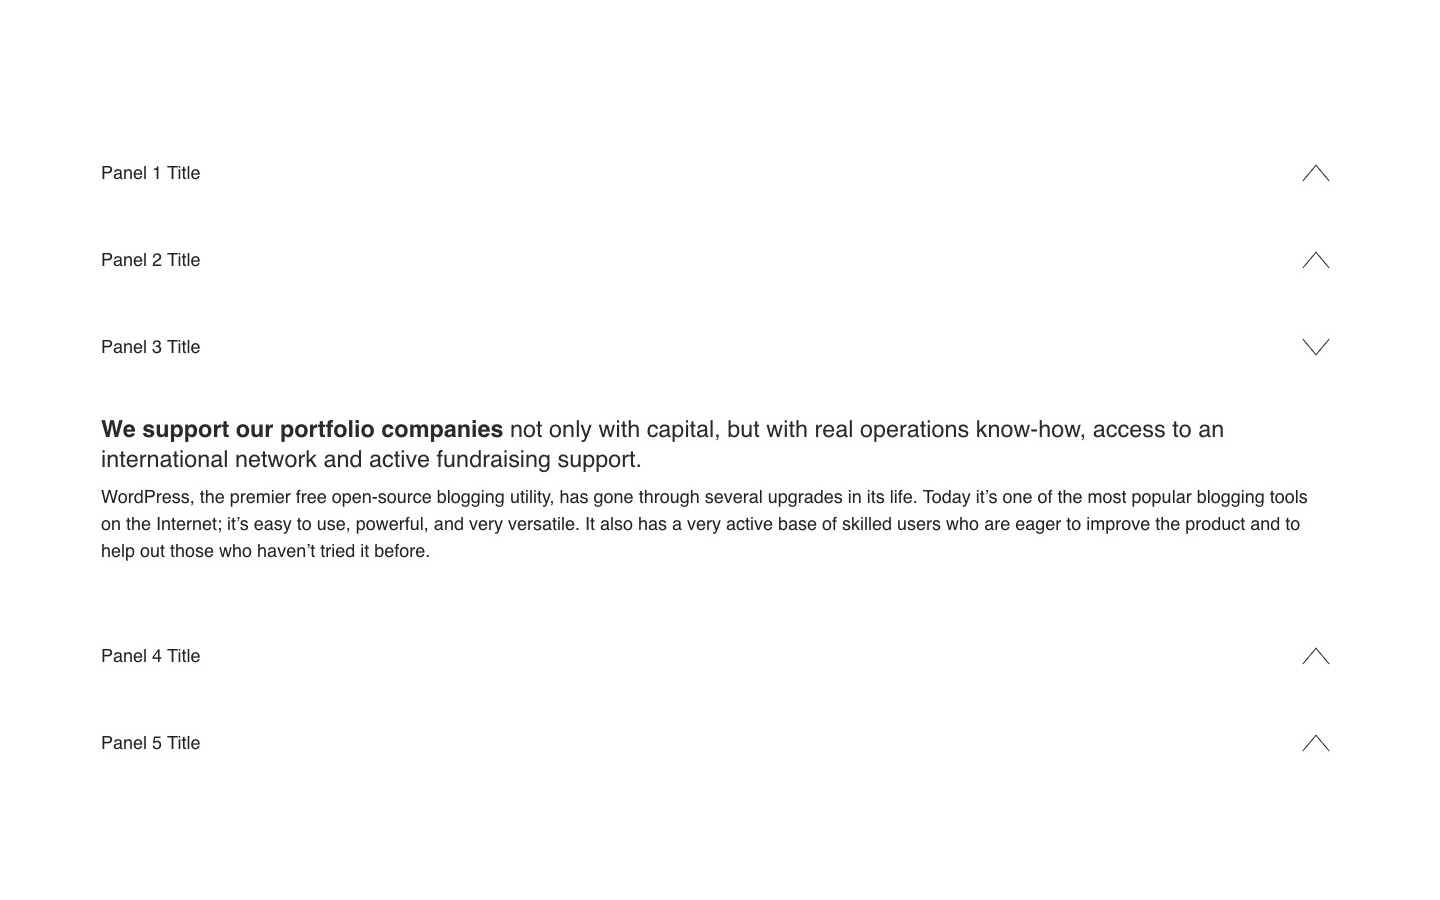 Panel 1 Title
Panel 2 Title
Panel 3 Title
We support our portfolio companies not only with capital, but with real operations know-how, access to an
international network and active fundraising support.
WordPress, the premier free open-source blogging utility, has gone through several upgrades in its life. Today it’s one of the most popular blogging tools
on the Internet; it’s easy to use, powerful, and very versatile. It also has a very active base of skilled users who are eager to improve the product and to
help out those who haven’t tried it before.
Panel 4 Title
Panel 5 Title